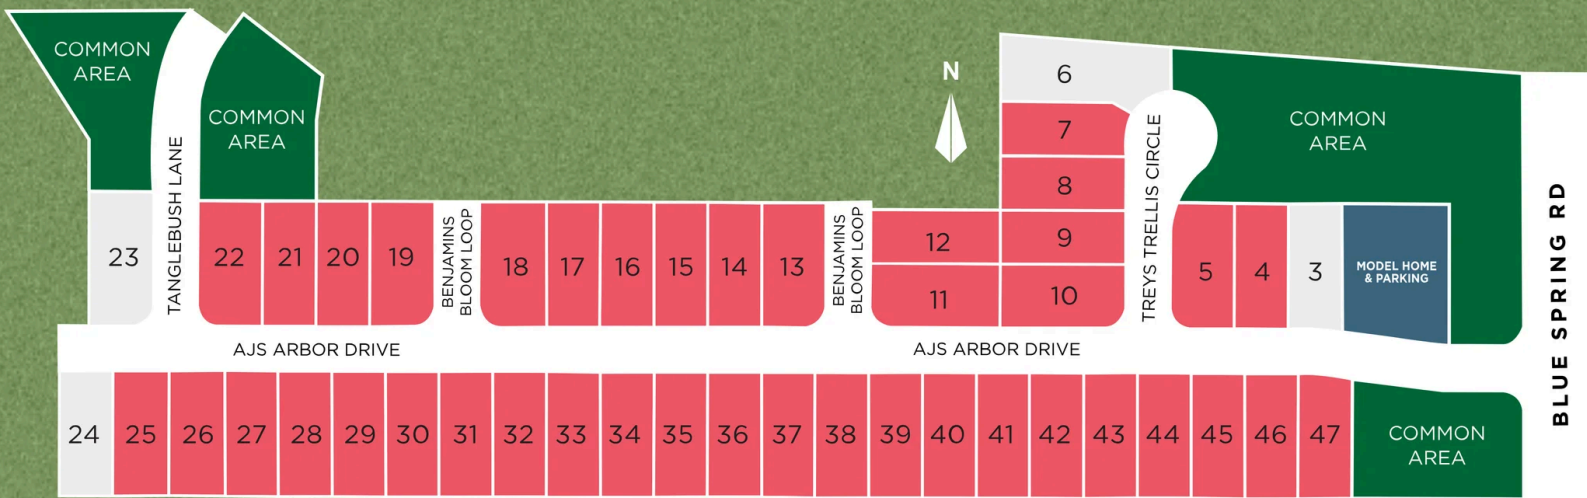 COMMON
AREA
COMMON
AREA
N
6
7
8
9
10
12
11
COMMON
AREA
TREYS TRELLIS CIRCLE
BLUE SPRING RD
23
TANGLEBUSH LANE
22
21
20
19
BENJAMINS
BLOOM LOOP
18
17
16
15
14
13
BENJAMINS
BLOOM LOOP
5
4
3
MODEL HOME
& PARKING
AJS ARBOR DRIVE
AJS ARBOR DRIVE
24
25
26
27
28
29
30
31
32
33
34
35
36
37
38
39
40
41
42
43
44
45
46
47
COMMON
AREA